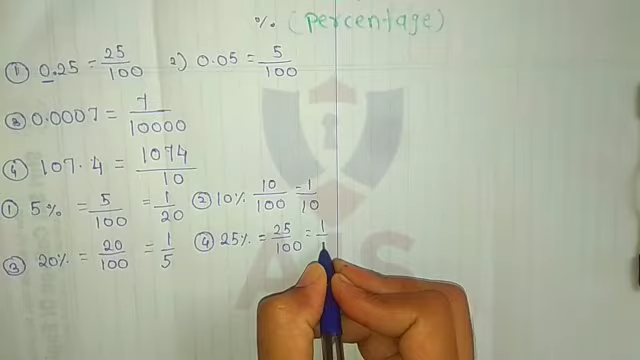 % (percentage)
① 0.25 = 25/100 2) 0.05 = 5/100
③ 0.0007 = 7/10000
④ 107.4 = 1074/10
① 5% = 5/100 = 1/20 ② 10% 10/100 = 1/10
③ 20% = 20/100 = 1/5 ④ 25% = 25/100 = 1/